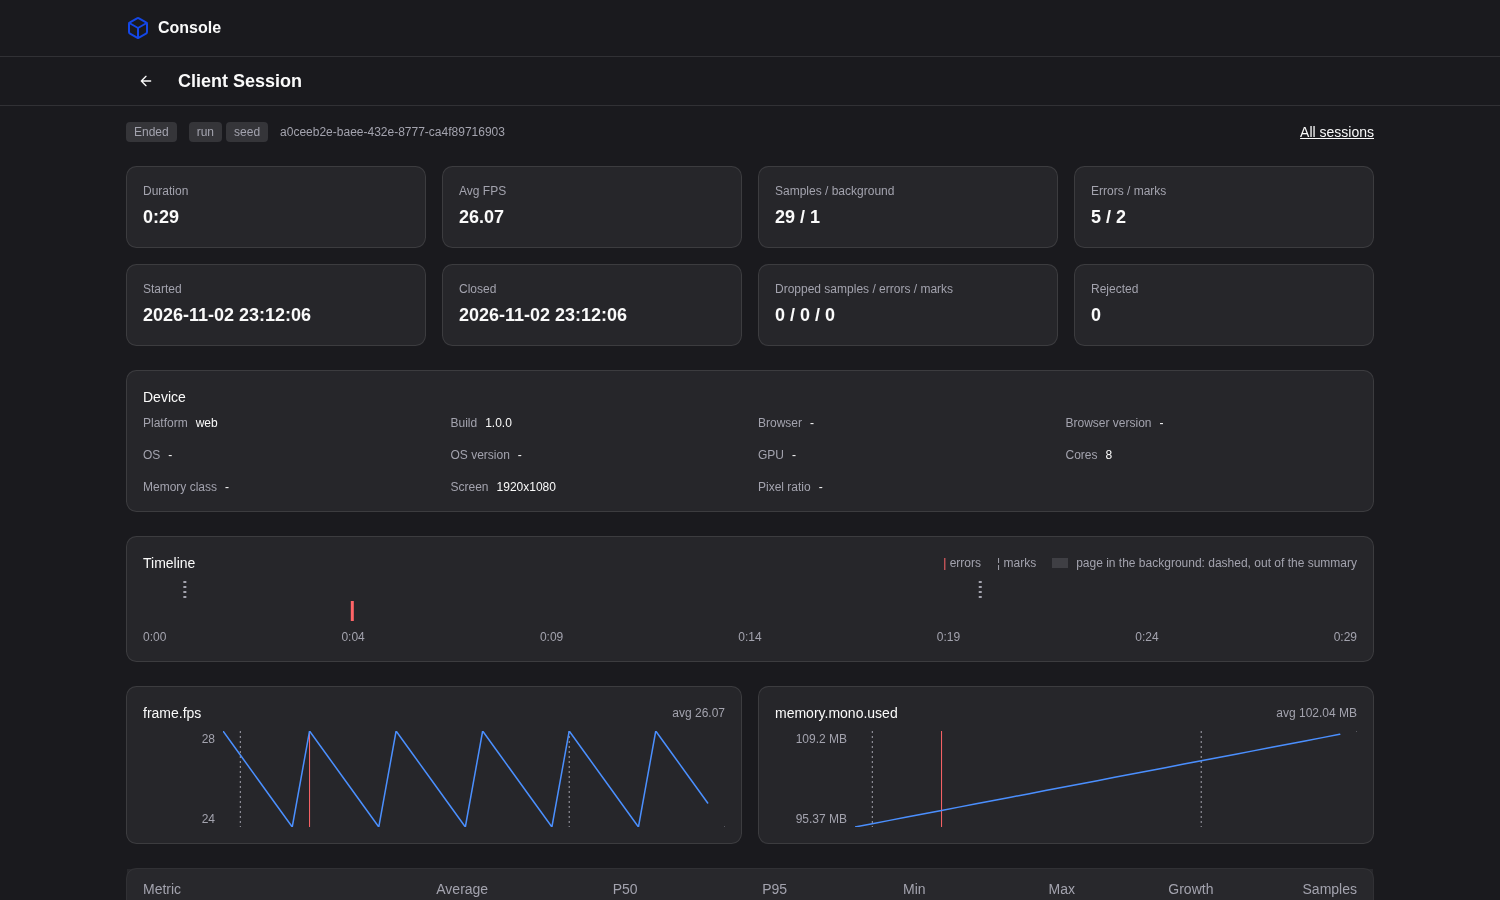 Console
Client Session
Ended run seed a0ceeb2e-baee-432e-8777-ca4f89716903 All sessions
Duration Avg FPS Samples / background Errors / marks
0:29 26.07 29 / 1 5 / 2
Started Closed Dropped samples / errors / marks Rejected
2026-11-02 23:12:06 2026-11-02 23:12:06 0 / 0 / 0 0
Device
Platform web Build 1.0.0 Browser - Browser version -
OS - OS version - GPU - Cores 8
Memory class - Screen 1920x1080 Pixel ratio -
Timeline errors marks page in the background: dashed, out of the summary
0:00 0:04 0:09 0:14 0:19 0:24 0:29
frame.fps avg 26.07 memory.mono.used avg 102.04 MB
28 109.2 MB
24 95.37 MB
Metric Average P50 P95 Min Max Growth Samples